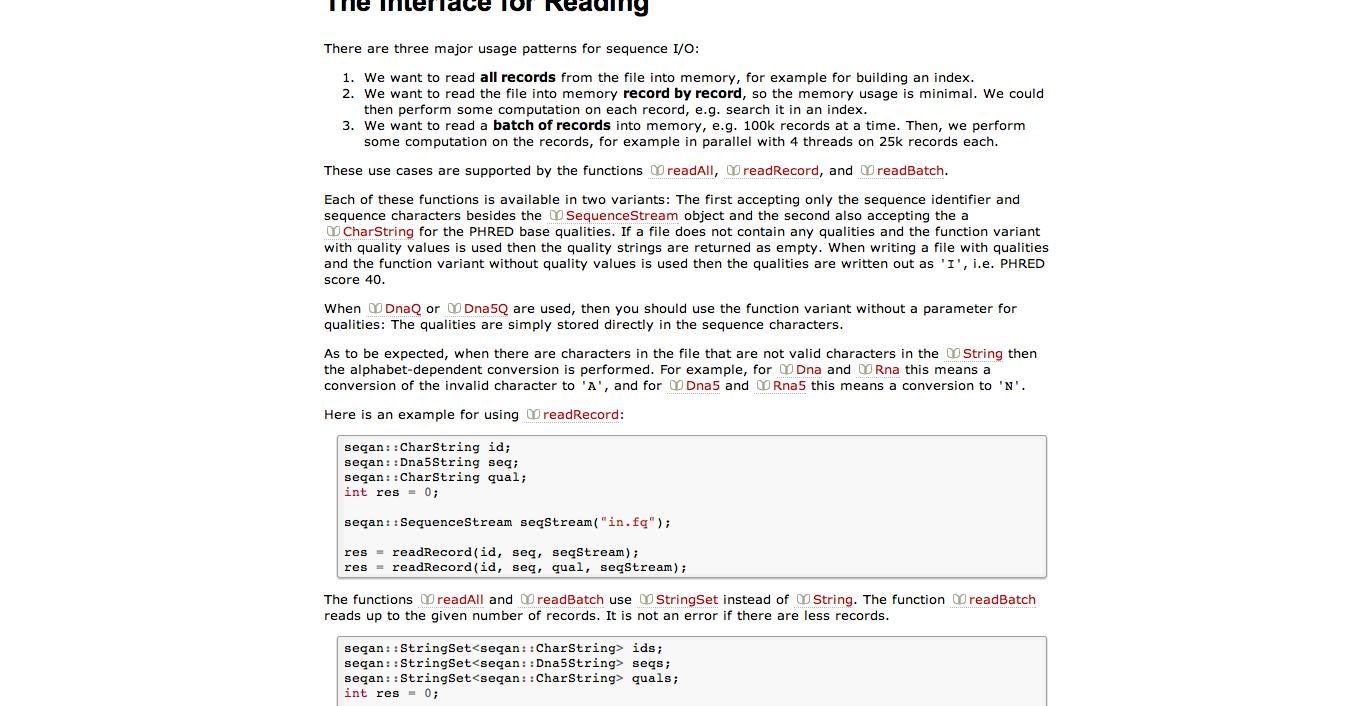 The Interface for Reading
There are three major usage patterns for sequence I/O:
1. We want to read all records from the file into memory, for example for building an index.
2. We want to read the file into memory record by record, so the memory usage is minimal. We could
then perform some computation on each record, e.g. search it in an index.
3. We want to read a batch of records into memory, e.g. 100k records at a time. Then, we perform
some computation on the records, for example in parallel with 4 threads on 25k records each.
These use cases are supported by the functions readAll, readRecord, and readBatch.
Each of these functions is available in two variants: The first accepting only the sequence identifier and
sequence characters besides the SequenceStream object and the second also accepting the a
CharString for the PHRED base qualities. If a file does not contain any qualities and the function variant
with quality values is used then the quality strings are returned as empty. When writing a file with qualities
and the function variant without quality values is used then the qualities are written out as 'I', i.e. PHRED
score 40.
When DnaQ or Dna5Q are used, then you should use the function variant without a parameter for
qualities: The qualities are simply stored directly in the sequence characters.
As to be expected, when there are characters in the file that are not valid characters in the String then
the alphabet-dependent conversion is performed. For example, for Dna and Rna this means a
conversion of the invalid character to 'A', and for Dna5 and Rna5 this means a conversion to 'N'.
Here is an example for using readRecord:
seqan::CharString id;
seqan::Dna5String seq;
seqan::CharString qual;
int res = 0;
seqan::SequenceStream seqStream("in.fq");
res = readRecord(id, seq, seqStream);
res = readRecord(id, seq, qual, seqStream);
The functions readAll and readBatch use StringSet instead of String. The function readBatch
reads up to the given number of records. It is not an error if there are less records.
seqan::StringSet<seqan::CharString> ids;
seqan::StringSet<seqan::Dna5String> seqs;
seqan::StringSet<seqan::CharString> quals;
int res = 0;